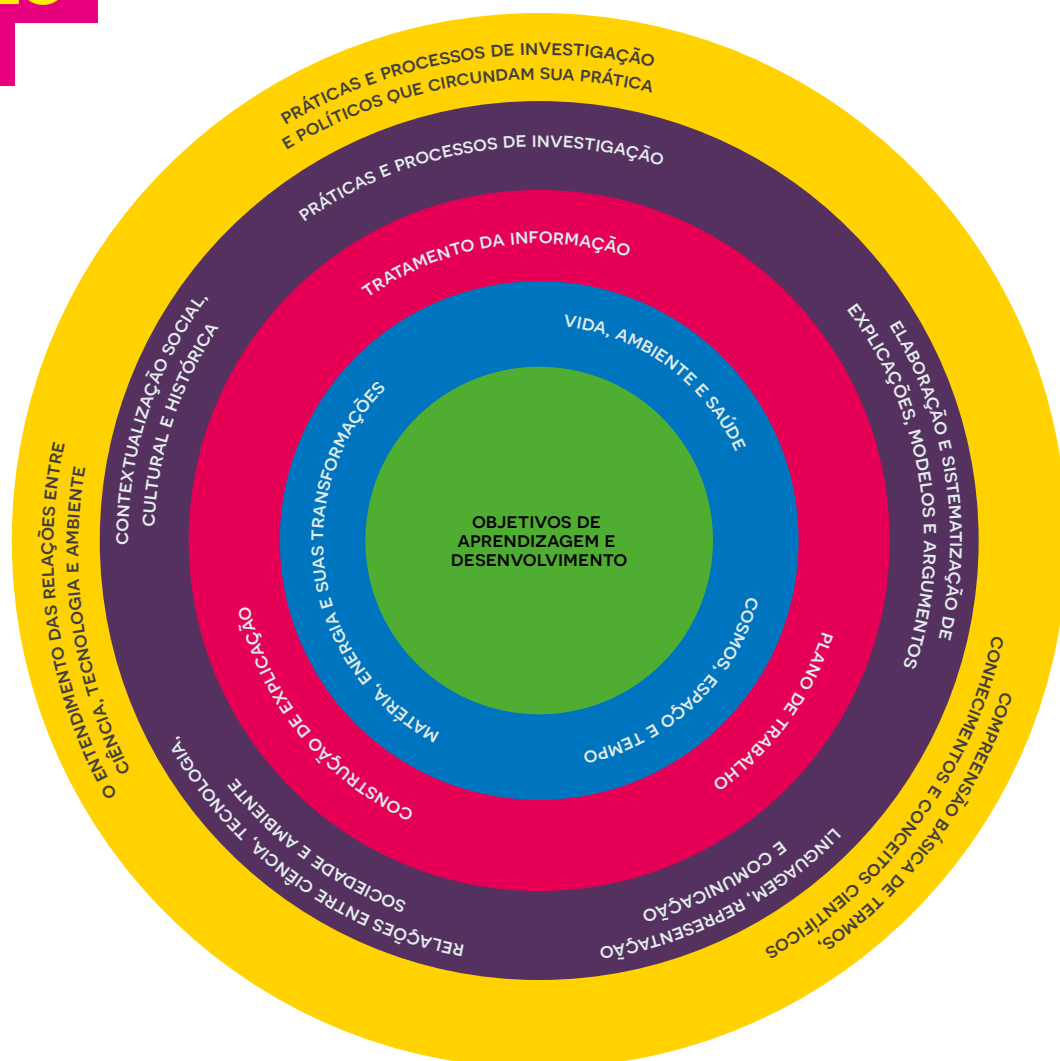 PRÁTICAS E PROCESSOS DE INVESTIGAÇÃO
E POLÍTICOS QUE CIRCUNDAM SUA PRÁTICA
PRÁTICAS E PROCESSOS DE INVESTIGAÇÃO
TRATAMENTO DA INFORMAÇÃO
VIDA, AMBIENTE E SAÚDE
ELABORAÇÃO E SISTEMATIZAÇÃO DE
EXPLICAÇÕES, MODELOS E ARGUMENTOS
CONTEXTUALIZAÇÃO SOCIAL,
CULTURAL E HISTÓRICA
MATÉRIA, ENERGIA E SUAS TRANSFORMAÇÕES
OBJETIVOS DE
APRENDIZAGEM E
DESENVOLVIMENTO
O ENTENDIMENTO DAS RELAÇÕES ENTRE
CIÊNCIA, TECNOLOGIA E AMBIENTE
CONSTRUÇÃO DE EXPLICAÇÃO
COSMOS, ESPAÇO E TEMPO
PLANO DE TRABALHO
COMPREENSÃO BÁSICA DE TERMOS,
CONHECIMENTOS E CONCEITOS CIENTÍFICOS
RELAÇÕES ENTRE CIÊNCIA, TECNOLOGIA,
SOCIEDADE E AMBIENTE
LINGUAGEM, REPRESENTAÇÃO
E COMUNICAÇÃO